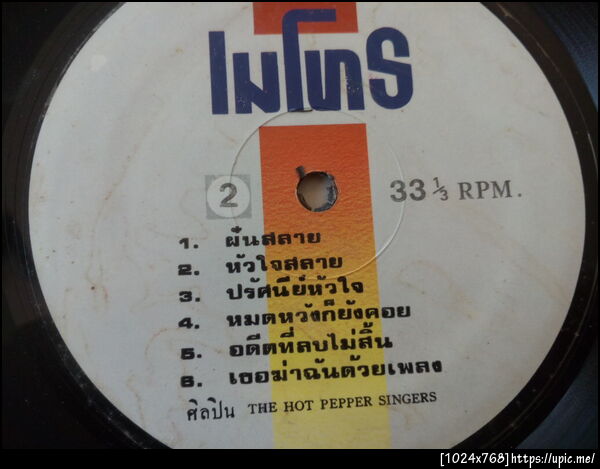 เมโทร
2
33 1/3 RPM.
1. ผันสลาย
2. หัวใจสลาย
3. ปรัศนีย์หัวใจ
4. หมดหวังก็ยังคอย
5. อดีตที่ลบไม่สิ้น
6. เธอฆ่าฉันด้วยเพลง
ศิลปิน THE HOT PEPPER SINGERS
[1024x768]https://upic.me/